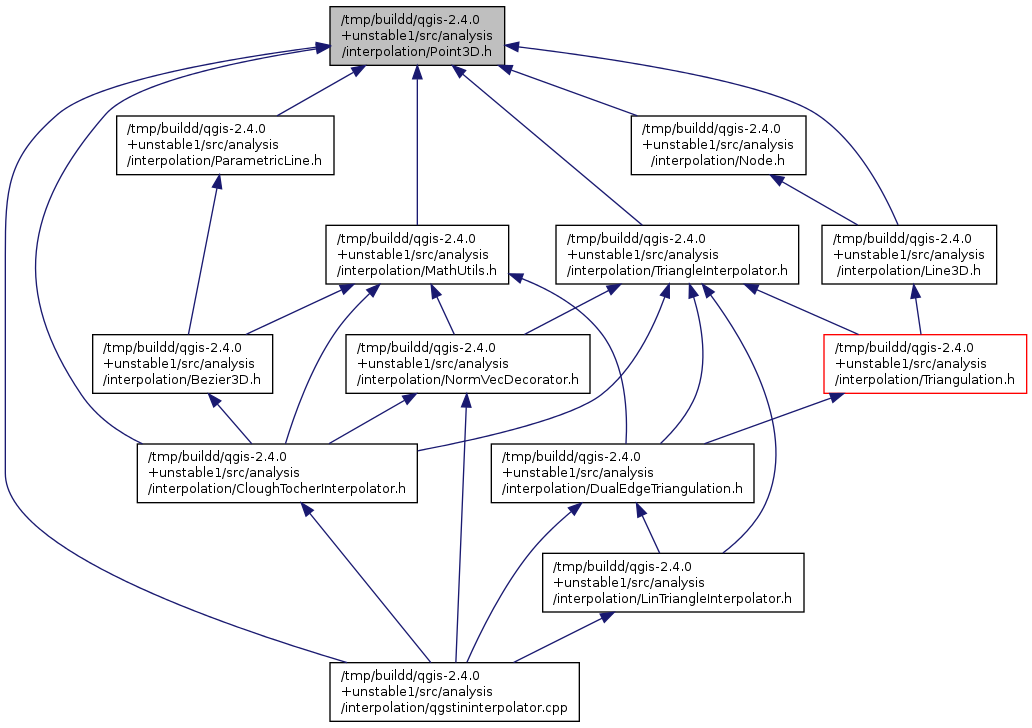 /tmp/buildd/qgis-2.4.0
+unstable1/src/analysis
/interpolation/Point3D.h
/tmp/buildd/qgis-2.4.0
+unstable1/src/analysis
/interpolation/ParametricLine.h
/tmp/buildd/qgis-2.4.0
+unstable1/src/analysis
/interpolation/Node.h
/tmp/buildd/qgis-2.4.0
+unstable1/src/analysis
/interpolation/MathUtils.h
/tmp/buildd/qgis-2.4.0
+unstable1/src/analysis
/interpolation/TriangleInterpolator.h
/tmp/buildd/qgis-2.4.0
+unstable1/src/analysis
/interpolation/Line3D.h
/tmp/buildd/qgis-2.4.0
+unstable1/src/analysis
/interpolation/Bezier3D.h
/tmp/buildd/qgis-2.4.0
+unstable1/src/analysis
/interpolation/NormVecDecorator.h
/tmp/buildd/qgis-2.4.0
+unstable1/src/analysis
/interpolation/Triangulation.h
/tmp/buildd/qgis-2.4.0
+unstable1/src/analysis
/interpolation/CloughTocherInterpolator.h
/tmp/buildd/qgis-2.4.0
+unstable1/src/analysis
/interpolation/DualEdgeTriangulation.h
/tmp/buildd/qgis-2.4.0
+unstable1/src/analysis
/interpolation/LinTriangleInterpolator.h
/tmp/buildd/qgis-2.4.0
+unstable1/src/analysis
/interpolation/qgstininterpolator.cpp